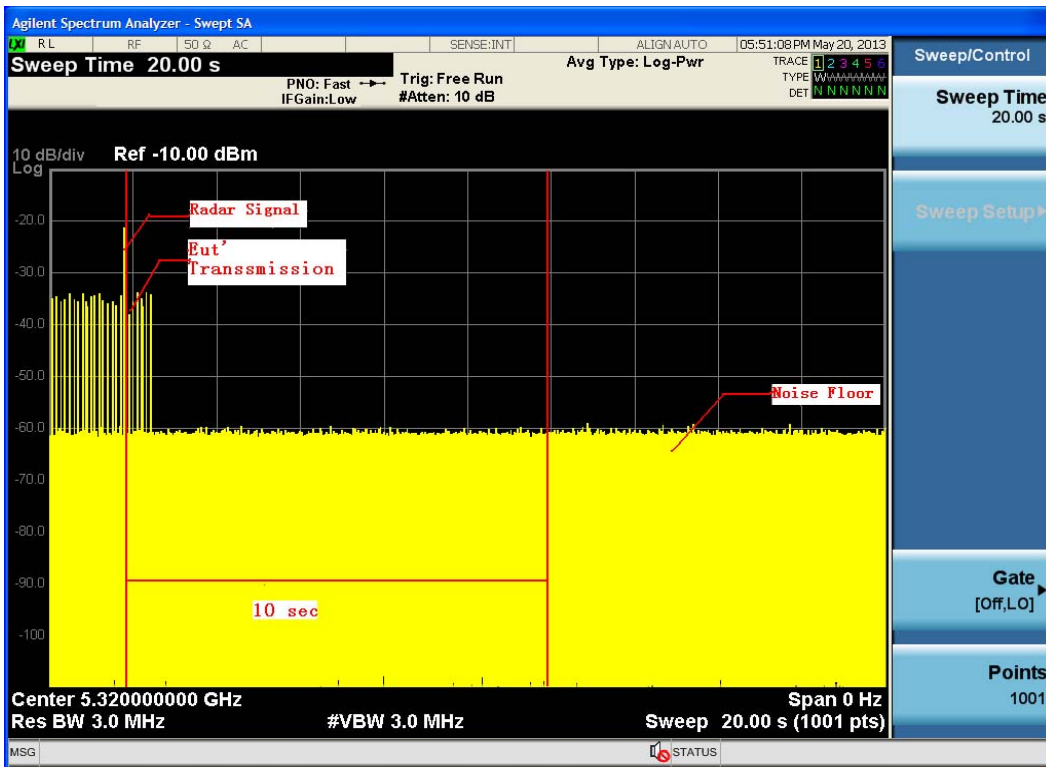 Agilent Spectrum Analyzer - Swept SA
LXI RL RF 50 Ω AC SENSE:INT ALIGN AUTO 05:51:08 PM May 20, 2013
Sweep Time 20.00 s
PNO: Fast
IFGain:Low
Trig: Free Run
#Atten: 10 dB
Avg Type: Log-Pwr
TRACE 1 2 3 4 5 6
TYPE
DET N N N N N N
10 dB/div Ref -10.00 dBm
Log
-20.0
-30.0
-40.0
-50.0
-60.0
-70.0
-80.0
-90.0
-100
Radar Signal
Eut'
Transsmission
Noise Floor
10 sec
Center 5.320000000 GHz Span 0 Hz
Res BW 3.0 MHz #VBW 3.0 MHz Sweep 20.00 s (1001 pts)
MSG STATUS
Sweep/Control
Sweep Time
20.00 s
Sweep Setup
Gate
[Off,LO]
Points
1001